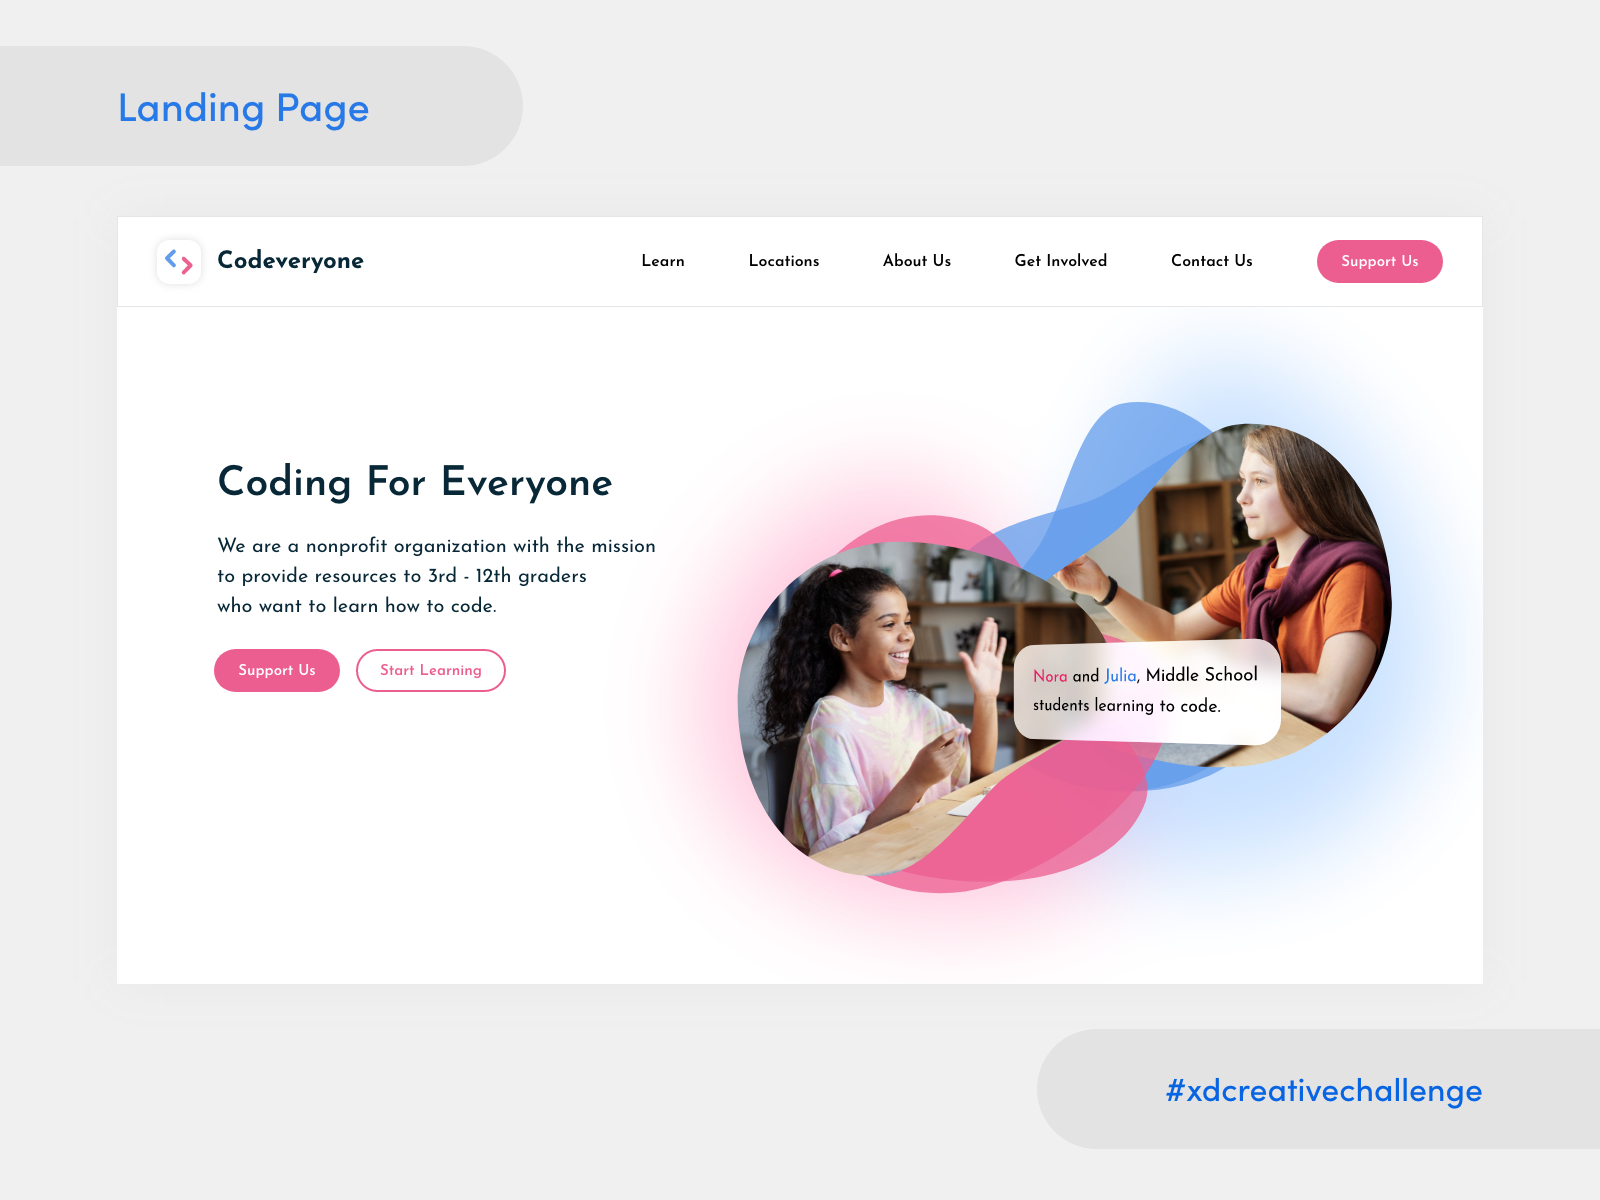 Landing Page
Codeveryone
Learn
Locations
About Us
Get Involved
Contact Us
Support Us
Coding For Everyone
We are a nonprofit organization with the mission
to provide resources to 3rd - 12th graders
who want to learn how to code.
Support Us
Start Learning
Nora and Julia, Middle School
students learning to code.
#xdcreativechallenge